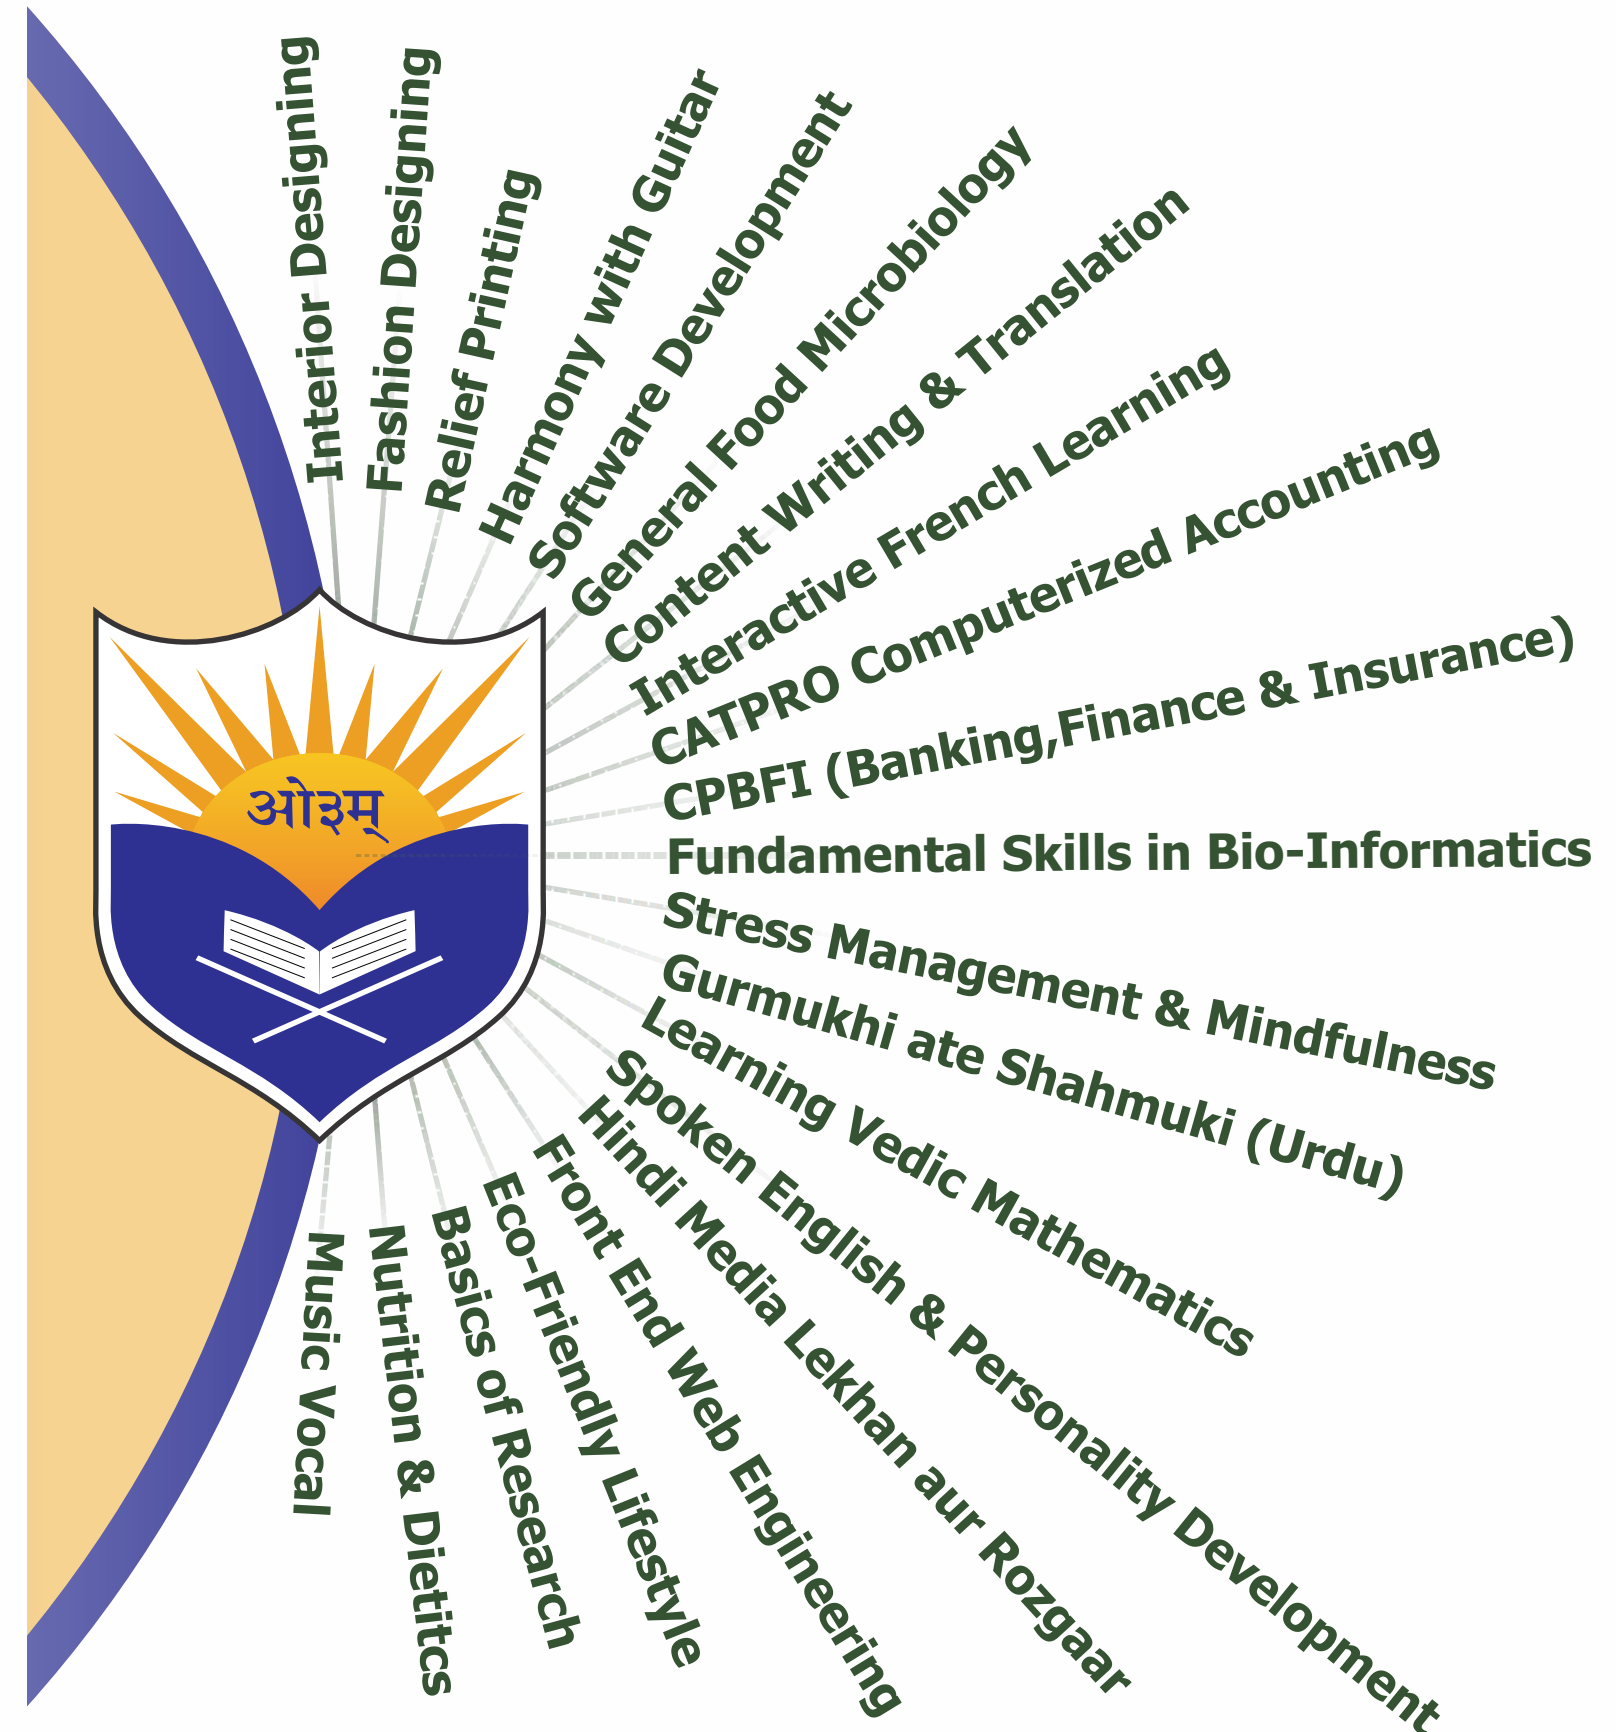 Interior Designing
Fashion Designing
Relief Printing
Harmony with Guitar
Software Development
General Food Microbiology
Content Writing & Translation
Interactive French Learning
CATPRO Computerized Accounting
CPBFI (Banking,Finance & Insurance)
ओ३म्
Fundamental Skills in Bio-Informatics
Stress Management & Mindfulness
Gurmukhi ate Shahmuki (Urdu)
Learning Vedic Mathematics
Spoken English & Personality Development
Hindi Media Lekhan aur Rozgaar
Front End Web Engineering
Eco-Friendly Lifestyle
Basics of Research
Nutrition & Dietitcs
Music Vocal